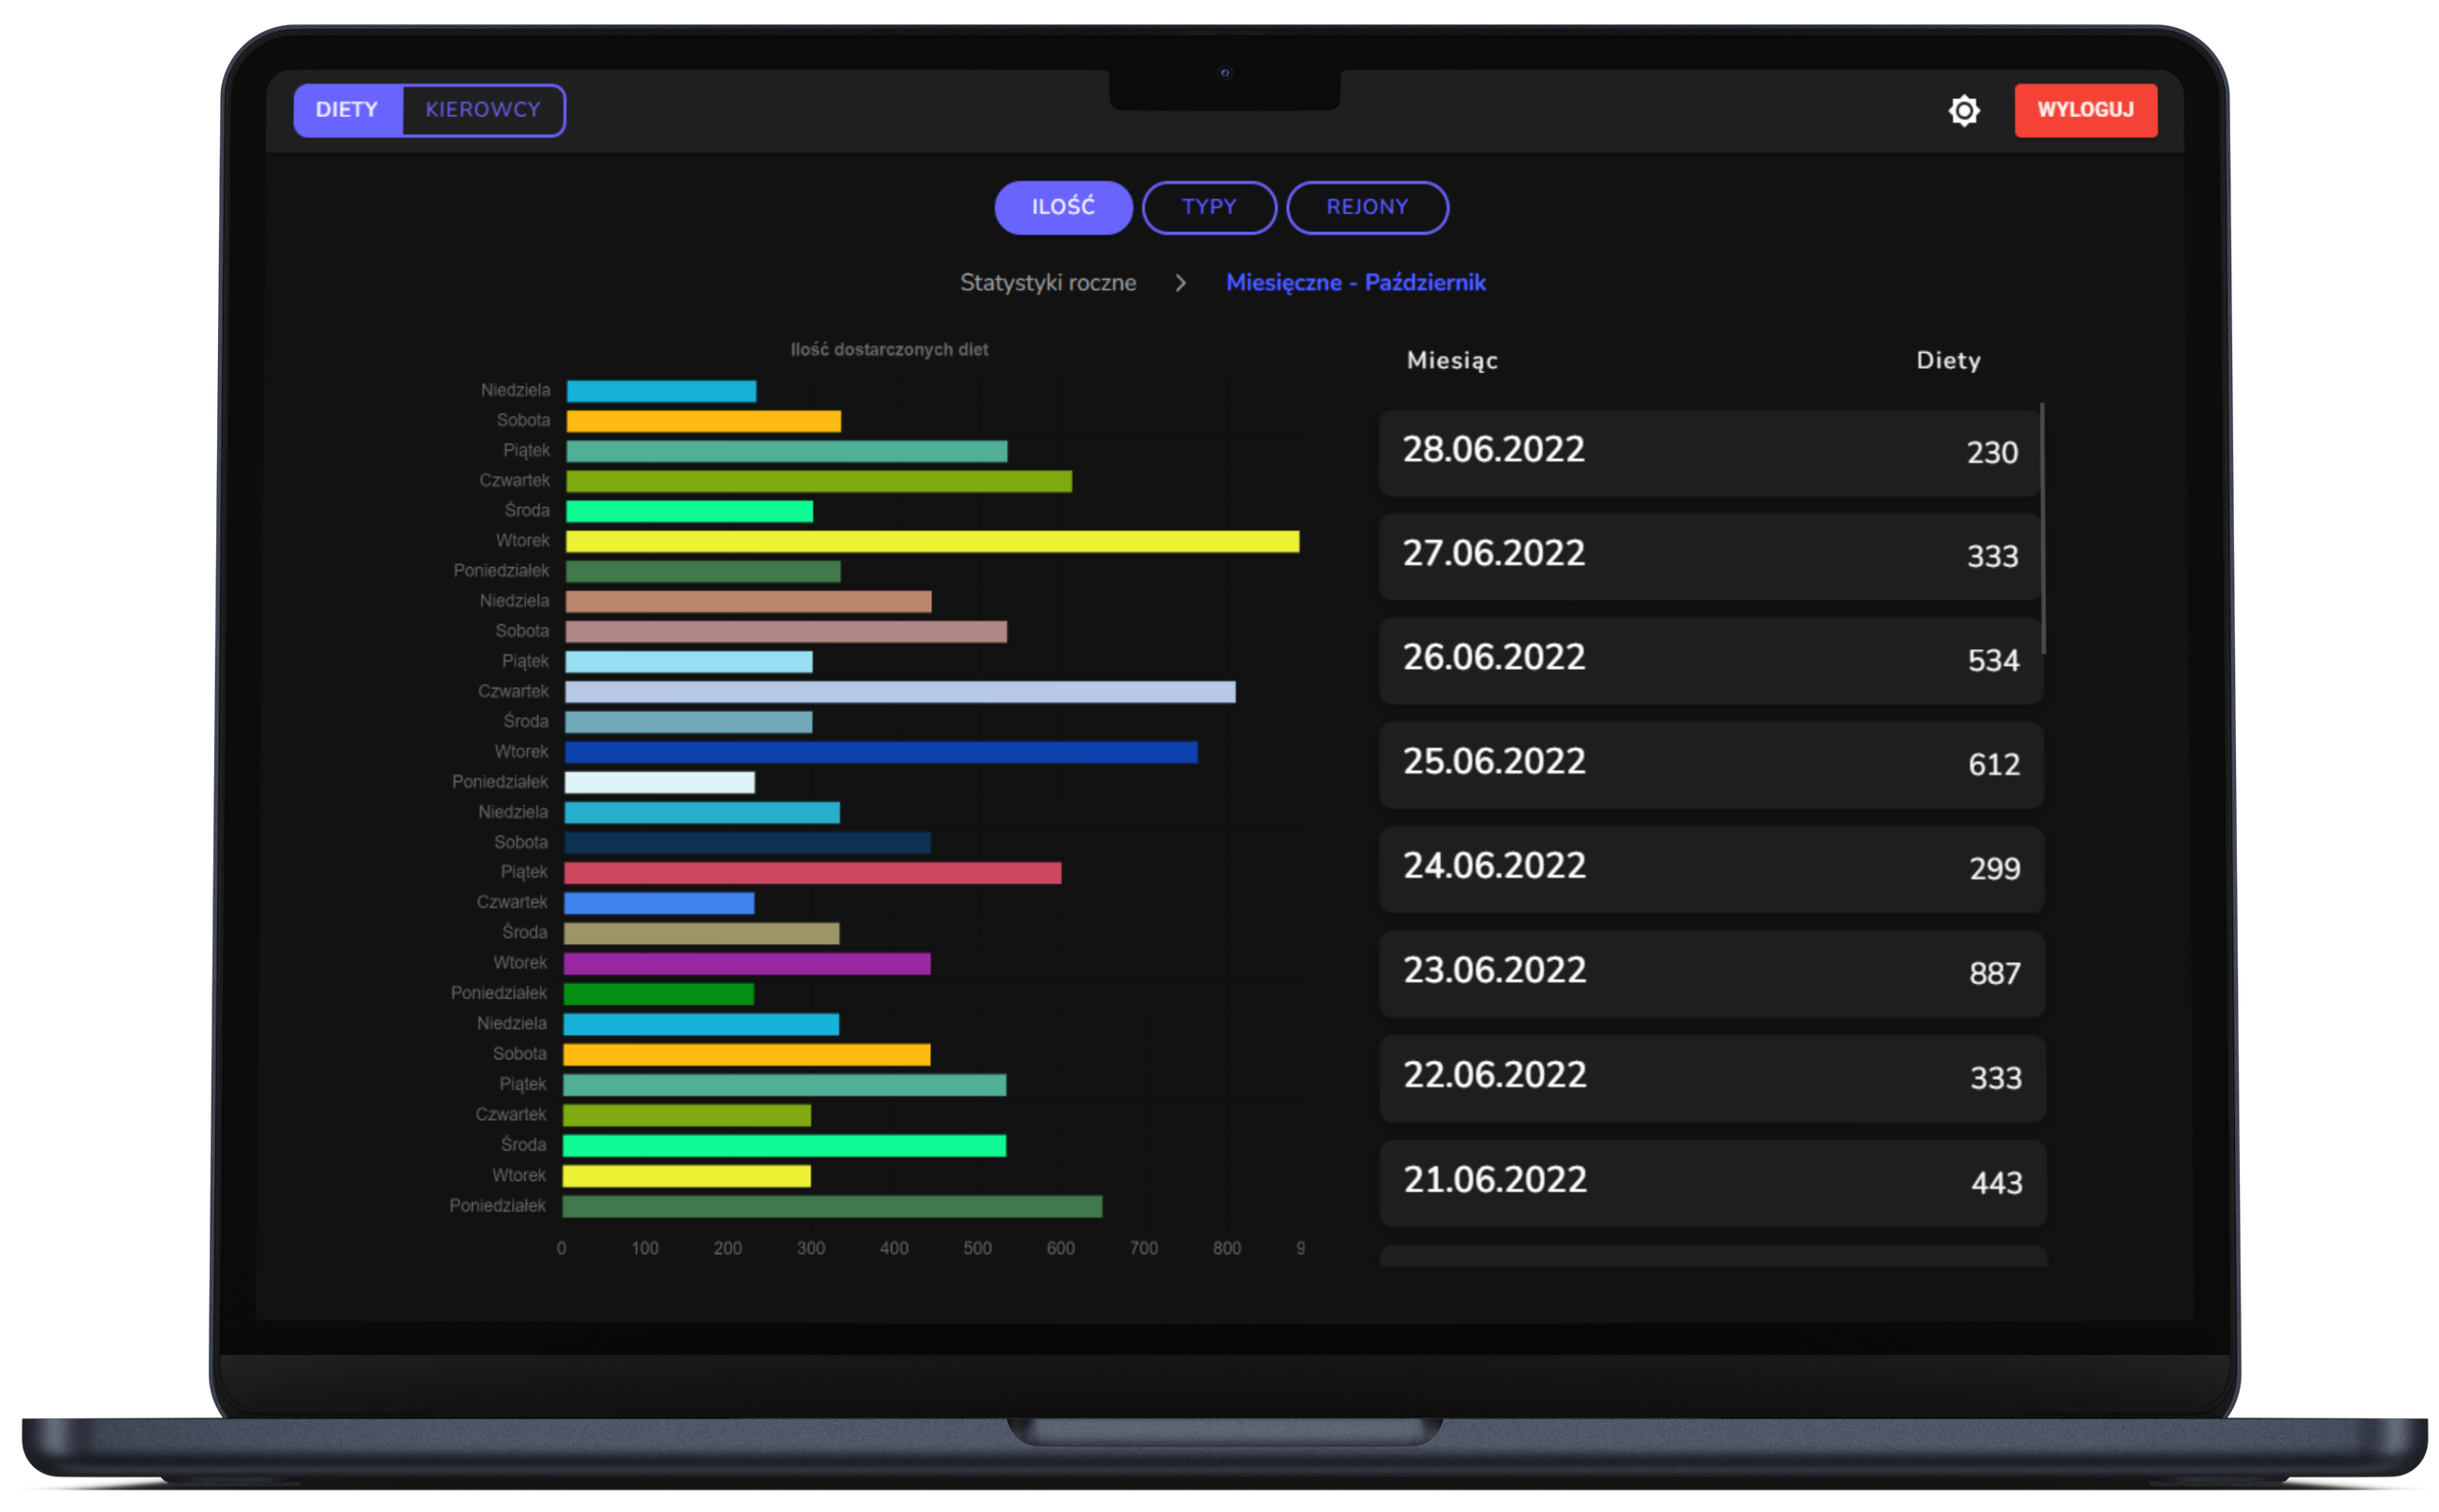 DIETY KIEROWCY WYLOGUJ
ILOŚĆ TYPY REJONY
Statystyki roczne > Miesięczne - Październik
Ilość dostarczonych diet
Niedziela
Sobota
Piątek
Czwartek
Środa
Wtorek
Poniedziałek
Niedziela
Sobota
Piątek
Czwartek
Środa
Wtorek
Poniedziałek
Niedziela
Sobota
Piątek
Czwartek
Środa
Wtorek
Poniedziałek
Niedziela
Sobota
Piątek
Czwartek
Środa
Wtorek
Poniedziałek
0 100 200 300 400 500 600 700 800 9
Miesiąc Diety
28.06.2022 230
27.06.2022 333
26.06.2022 534
25.06.2022 612
24.06.2022 299
23.06.2022 887
22.06.2022 333
21.06.2022 443